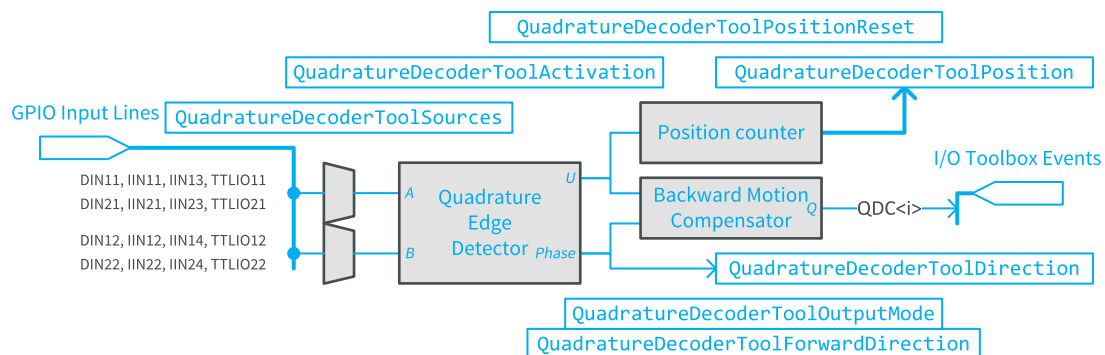 QuadratureDecoderToolPositionReset
QuadratureDecoderToolActivation
QuadratureDecoderToolPosition
GPIO Input Lines
QuadratureDecoderToolSources
Position counter
I/O Toolbox Events
DIN11, IIN11, IIN13, TTLIO11
DIN21, IIN21, IIN23, TTLIO21
A
Quadrature
Edge
Detector
U
Backward Motion
Compensator
Q
QDC<i>
DIN12, IIN12, IIN14, TTLIO12
DIN22, IIN22, IIN24, TTLIO22
B
Phase
QuadratureDecoderToolDirection
QuadratureDecoderToolOutputMode
QuadratureDecoderToolForwardDirection